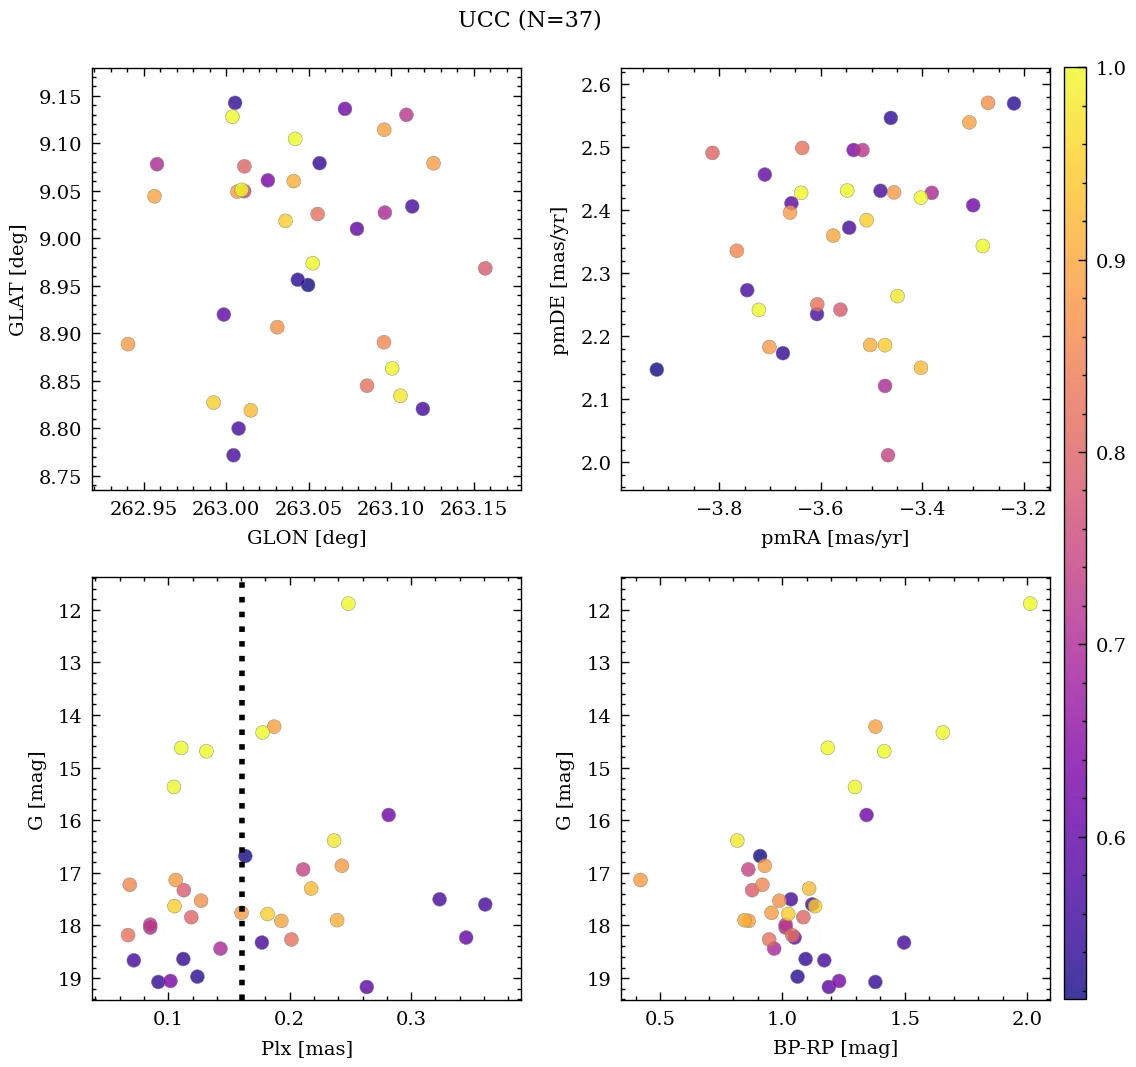 UCC (N=37)
9.15
9.10
9.05
9.00
8.95
8.90
8.85
8.80
8.75
GLAT [deg]
262.95 263.00 263.05 263.10 263.15
GLON [deg]
2.6
2.5
2.4
2.3
2.2
2.1
2.0
pmDE [mas/yr]
−3.8 −3.6 −3.4 −3.2
pmRA [mas/yr]
1.0
0.9
0.8
0.7
0.6
12
13
14
15
16
17
18
19
G [mag]
0.1 0.2 0.3
Plx [mas]
12
13
14
15
16
17
18
19
G [mag]
0.5 1.0 1.5 2.0
BP-RP [mag]